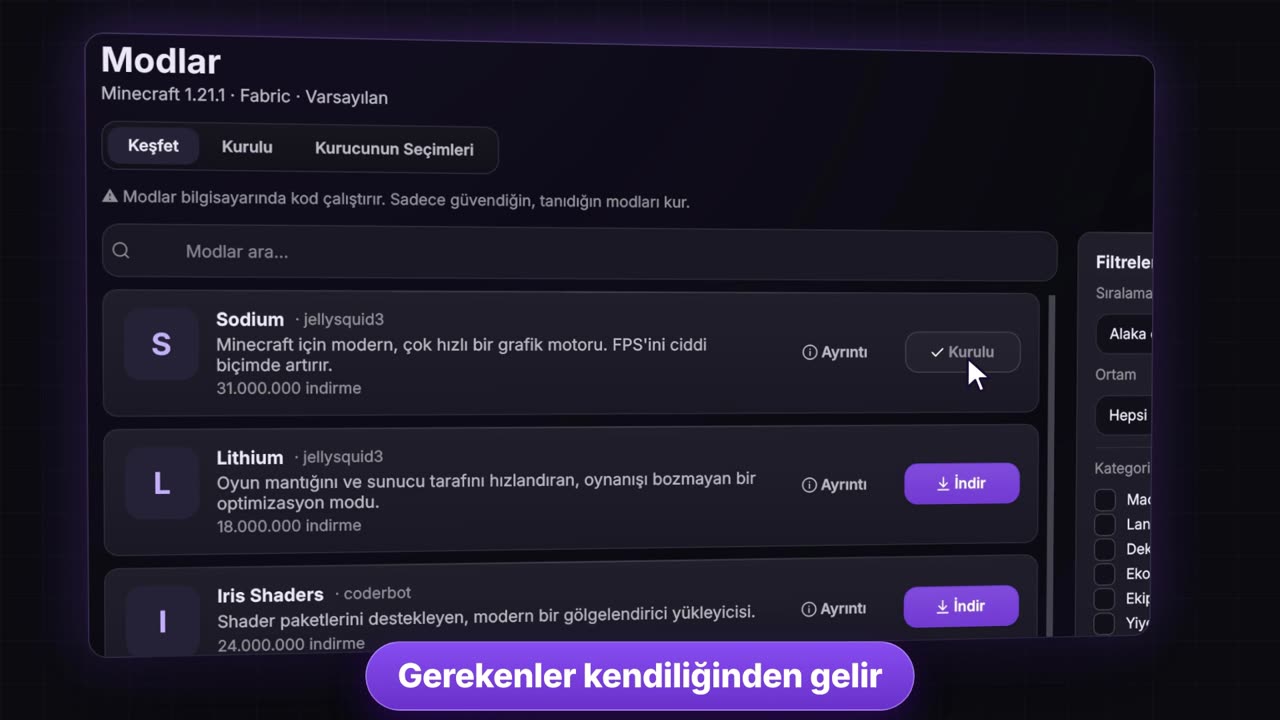 Modlar
Minecraft 1.21.1 · Fabric · Varsayılan
Keşfet
Kurulu
Kurucunun Seçimleri
Modlar bilgisayarında kod çalıştırır. Sadece güvendiğin, tanıdığın modları kur.
Modlar ara...
S
Sodium · jellysquid3
Minecraft için modern, çok hızlı bir grafik motoru. FPS'ini ciddi
biçimde artırır.
31.000.000 indirme
Ayrıntı
Kurulu
L
Lithium · jellysquid3
Oyun mantığını ve sunucu tarafını hızlandıran, oynanışı bozmayan bir
optimizasyon modu.
18.000.000 indirme
Ayrıntı
İndir
I
Iris Shaders · coderbot
Shader paketlerini destekleyen, modern bir gölgelendirici yükleyicisi.
24.000.000 indirme
Ayrıntı
İndir
Filtreler
Sıralama
Alaka
Ortam
Hepsi
Kategori
Gerekenler kendiliğinden gelir